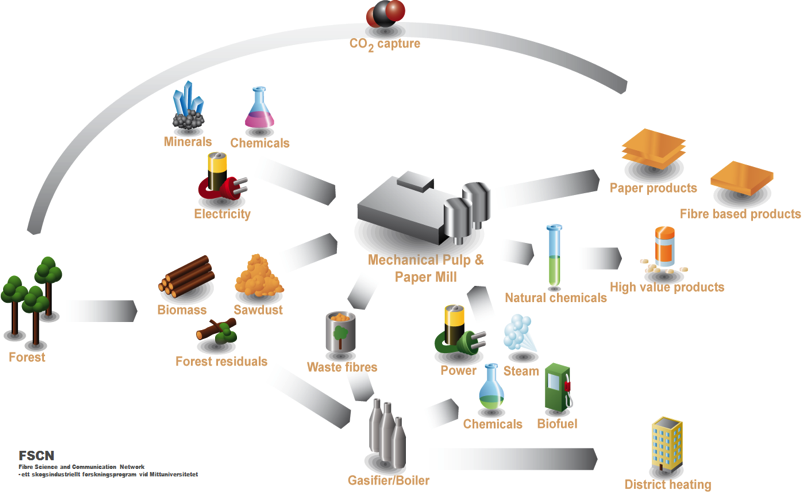 CO2 capture
Minerals
Chemicals
Electricity
Paper products
Fibre based products
Mechanical Pulp &
Paper Mill
Natural chemicals
High value products
Forest
Biomass
Sawdust
Forest residuals
Waste fibres
Power
Steam
Chemicals
Biofuel
Gasifier/Boiler
District heating
FSCN
Fibre Science and Communication Network
-ett skogsindustriellt forskningsprogram vid Mittuniversitetet